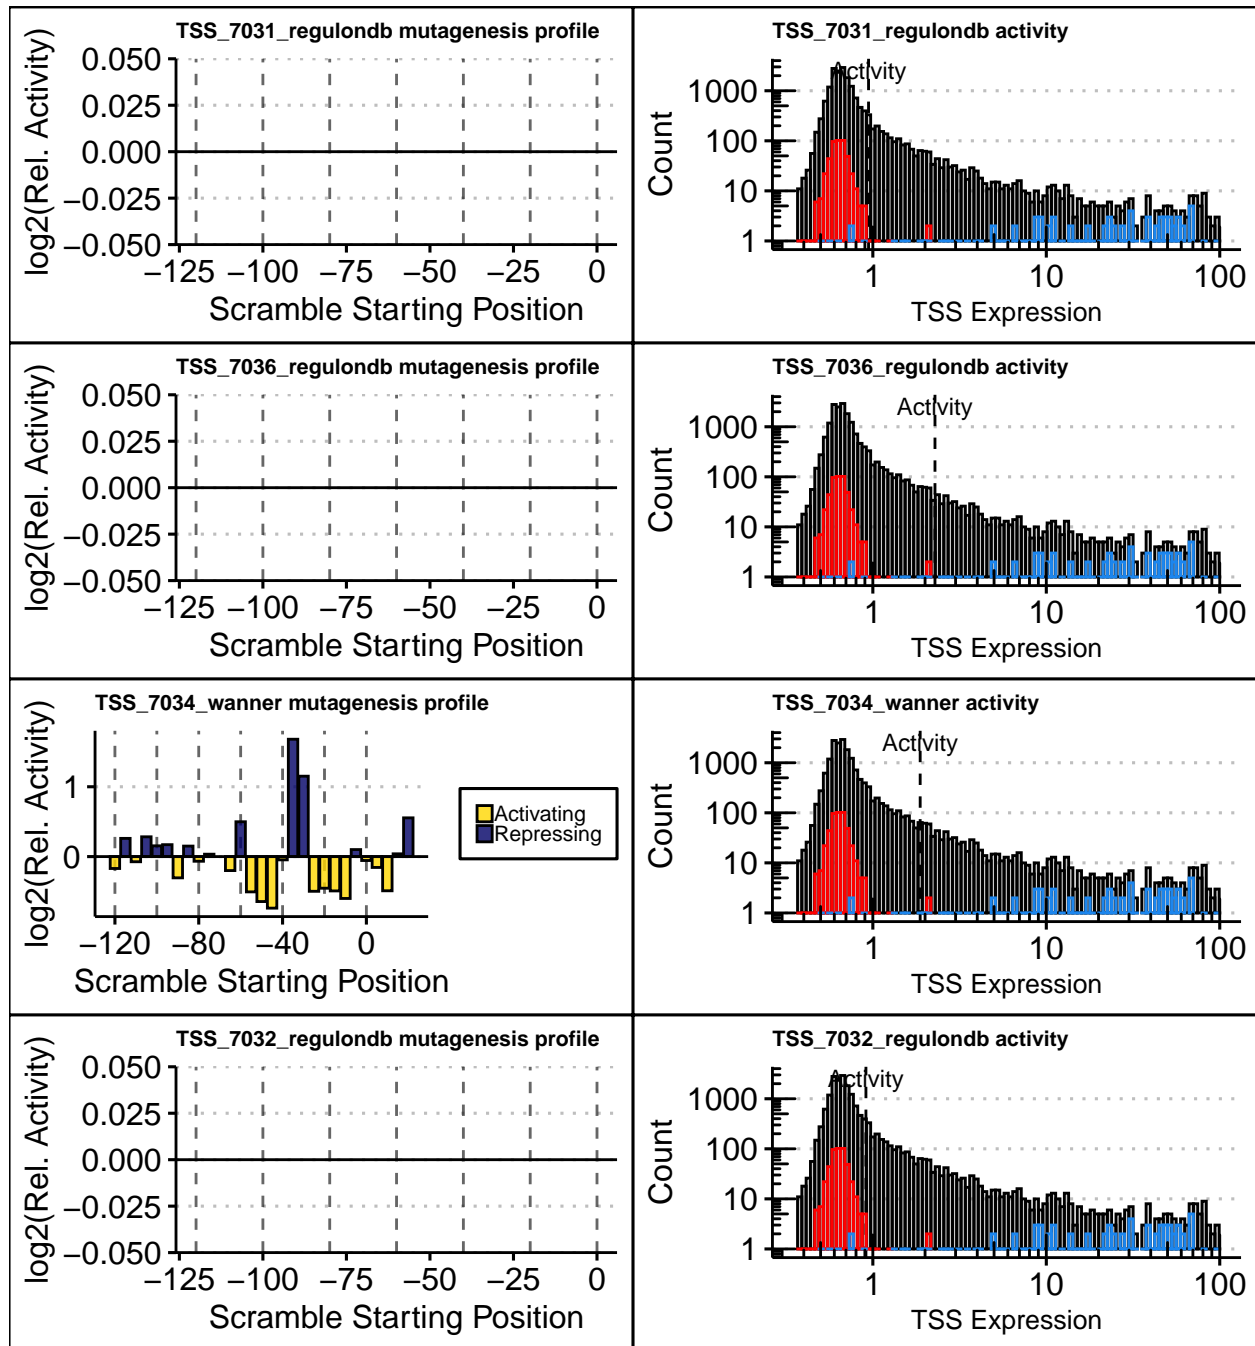 TSS_7031_regulondb mutagenesis profile
log2(Rel. Activity)
0.050
0.025
0.000
−0.025
−0.050
−125 −100 −75 −50 −25 0
Scramble Starting Position
TSS_7031_regulondb activity
Activity
Count
1000
100
10
1
1 10 100
TSS Expression
TSS_7036_regulondb mutagenesis profile
log2(Rel. Activity)
0.050
0.025
0.000
−0.025
−0.050
−125 −100 −75 −50 −25 0
Scramble Starting Position
TSS_7036_regulondb activity
Activity
Count
1000
100
10
1
1 10 100
TSS Expression
TSS_7034_wanner mutagenesis profile
log2(Rel. Activity)
1
0
−120 −80 −40 0
Scramble Starting Position
Activating
Repressing
TSS_7034_wanner activity
Activity
Count
1000
100
10
1
1 10 100
TSS Expression
TSS_7032_regulondb mutagenesis profile
log2(Rel. Activity)
0.050
0.025
0.000
−0.025
−0.050
−125 −100 −75 −50 −25 0
Scramble Starting Position
TSS_7032_regulondb activity
Activity
Count
1000
100
10
1
1 10 100
TSS Expression